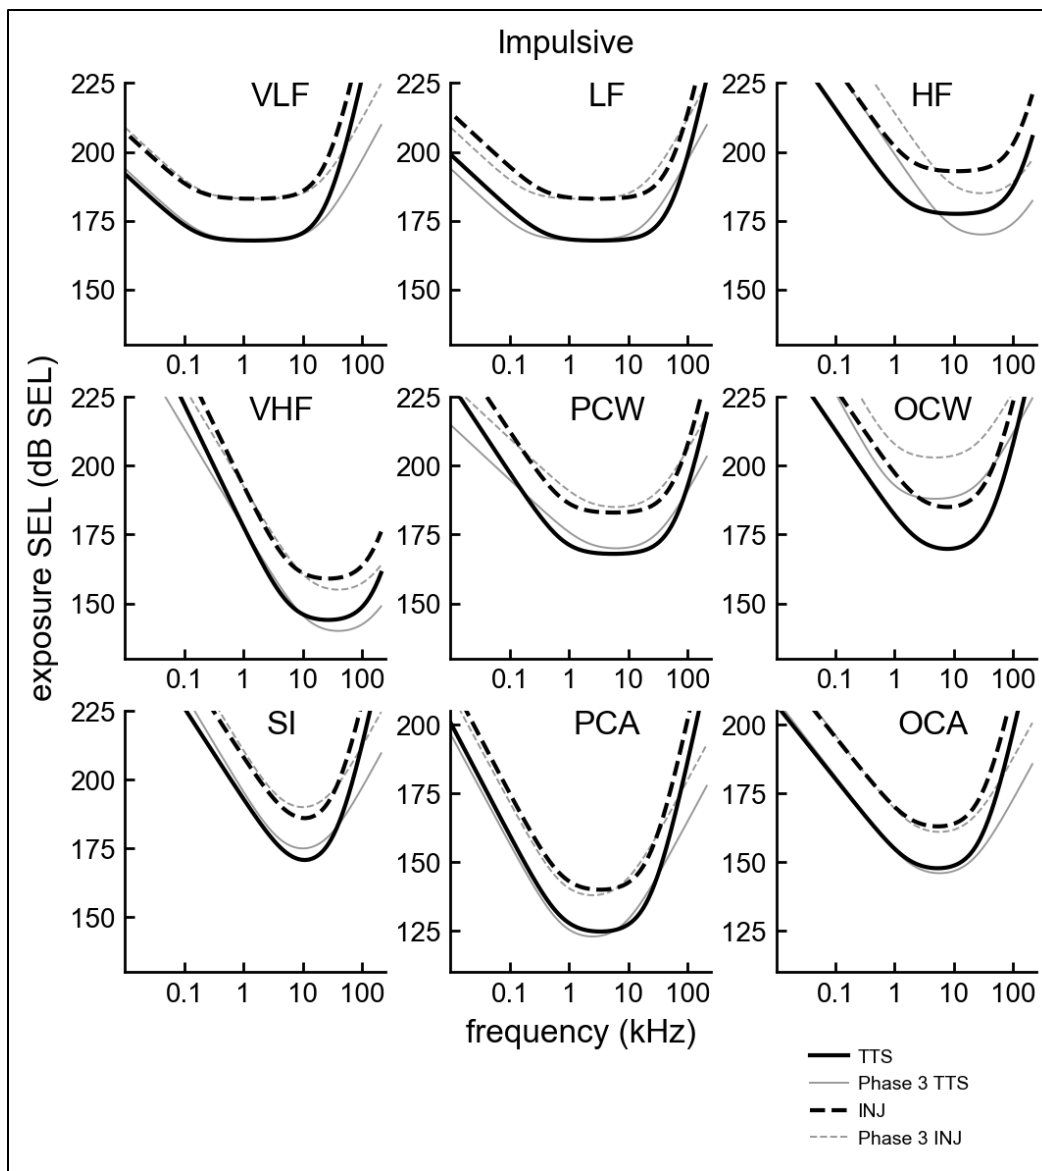 Impulsive
VLF
LF
HF
225
200
175
150
225
200
175
150
225
200
175
150
0.1 1 10 100
0.1 1 10 100
0.1 1 10 100
exposure SEL (dB SEL)
VHF
PCW
OCW
225
200
175
150
225
200
175
150
225
200
175
150
0.1 1 10 100
0.1 1 10 100
0.1 1 10 100
SI
PCA
OCA
225
200
175
150
200
175
150
125
200
175
150
125
0.1 1 10 100
0.1 1 10 100
0.1 1 10 100
frequency (kHz)
TTS
Phase 3 TTS
INJ
Phase 3 INJ